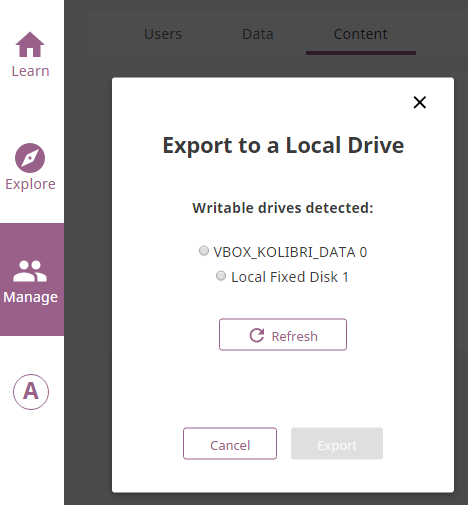 Users Data Content
Learn
Explore
Manage
A
Export to a Local Drive
Writable drives detected:
VBOX_KOLIBRI_DATA 0
Local Fixed Disk 1
Refresh
Cancel Export